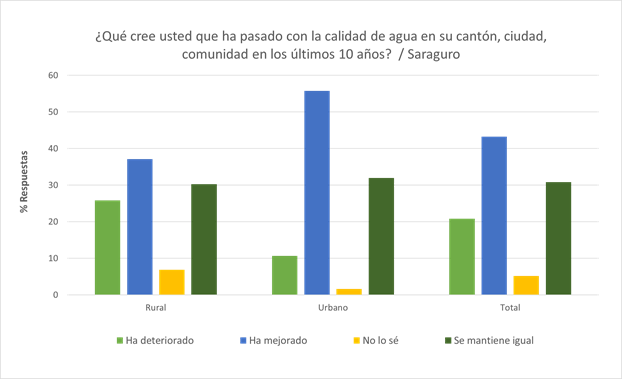 ¿Qué cree usted que ha pasado con la calidad de agua en su cantón, ciudad,
comunidad en los últimos 10 años?  / Saraguro
60
50
40
30
20
10
0
% Respuestas
Rural
Urbano
Total
Ha deteriorado
Ha mejorado
No lo sé
Se mantiene igual